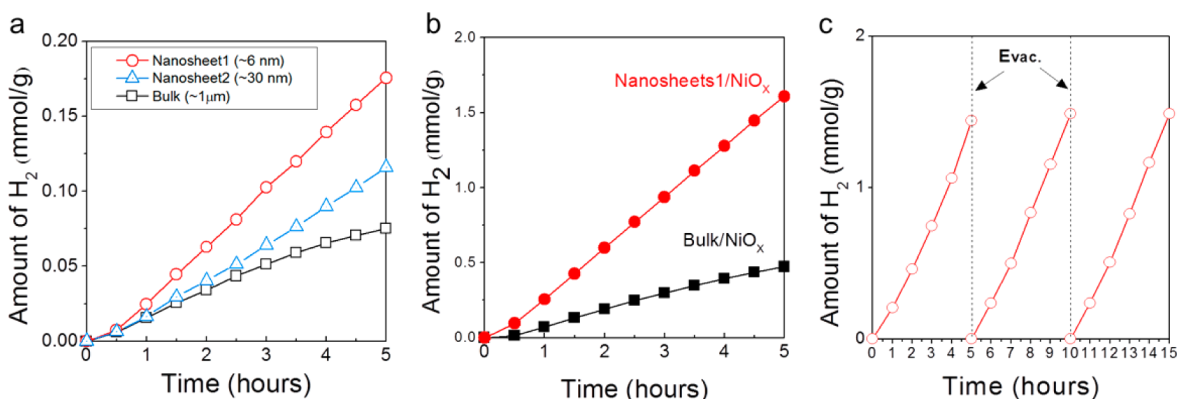 a
Amount of H2 (mmol/g)
0.20
0.15
0.10
0.05
0.00
Nanosheet1 (~6 nm)
Nanosheet2 (~30 nm)
Bulk (~1μm)
0 1 2 3 4 5
Time (hours)
b
Amount of H2 (mmol/g)
2.0
1.5
1.0
0.5
0.0
Nanosheets1/NiOx
Bulk/NiOx
0 1 2 3 4 5
Time (hours)
c
Amount of H2 (mmol/g)
2
1
0
Evac.
0 1 2 3 4 5 6 7 8 9 10 11 12 13 14 15
Time (hours)